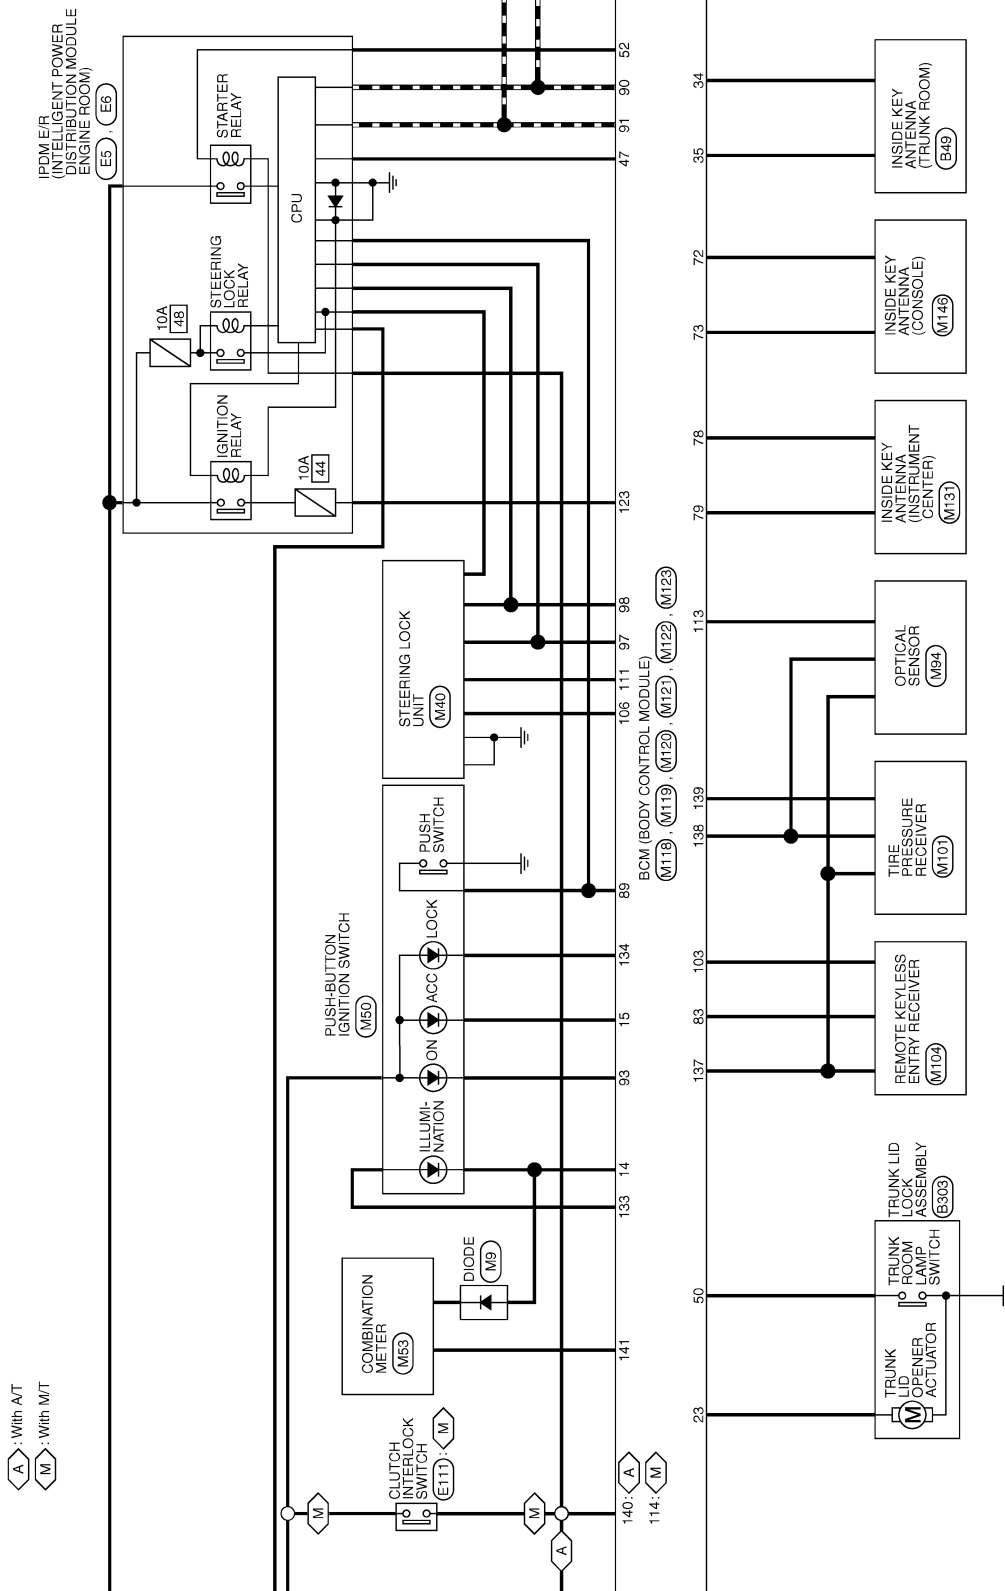 IPDM E/R
(INTELLIGENT POWER
DISTRIBUTION MODULE
ENGINE ROOM)
E5 , E6
STARTER
RELAY
STEERING
LOCK
RELAY
10A
48
IGNITION
RELAY
10A
44
CPU
52
90
91
47
123
98
97
111
106
89
134
15
93
14
133
141
140: A
114: M
STEERING LOCK
UNIT
M40
PUSH-BUTTON
IGNITION SWITCH
M50
PUSH
SWITCH
LOCK
ACC
ON
ILLUMI-
NATION
DIODE
M9
COMBINATION
METER
M53
CLUTCH
INTERLOCK
SWITCH
E111 : M
M
M
A
A : With A/T
M : With M/T
BCM (BODY CONTROL MODULE)
M118 , M119 , M120 , M121 , M122 , M123
34
35
72
73
78
79
113
139
138
103
83
137
50
23
INSIDE KEY
ANTENNA
(TRUNK ROOM)
B49
INSIDE KEY
ANTENNA
(CONSOLE)
M146
INSIDE KEY
ANTENNA
(INSTRUMENT
CENTER)
M131
OPTICAL
SENSOR
M94
TIRE
PRESSURE
RECEIVER
M101
REMOTE KEYLESS
ENTRY RECEIVER
M104
TRUNK LID
LOCK
ASSEMBLY
B303
TRUNK
ROOM
LAMP
SWITCH
TRUNK
LID
OPENER
ACTUATOR
M